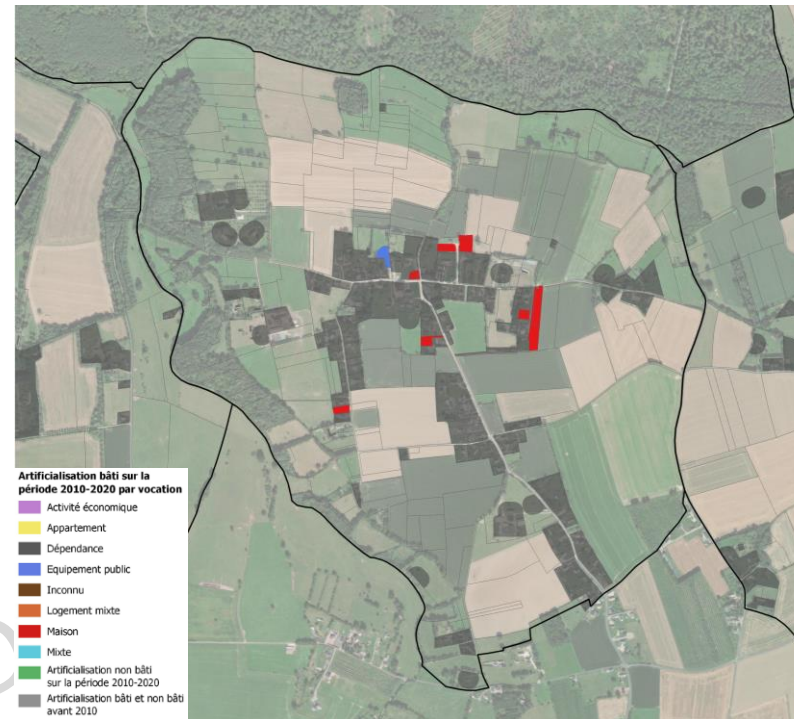 Artificialisation bâti sur la
période 2010-2020 par vocation
Activité économique
Appartement
Dépendance
Equipement public
Inconnu
Logement mixte
Maison
Mixte
Artificialisation non bâti
sur la période 2010-2020
Artificialisation bâti et non bâti
avant 2010